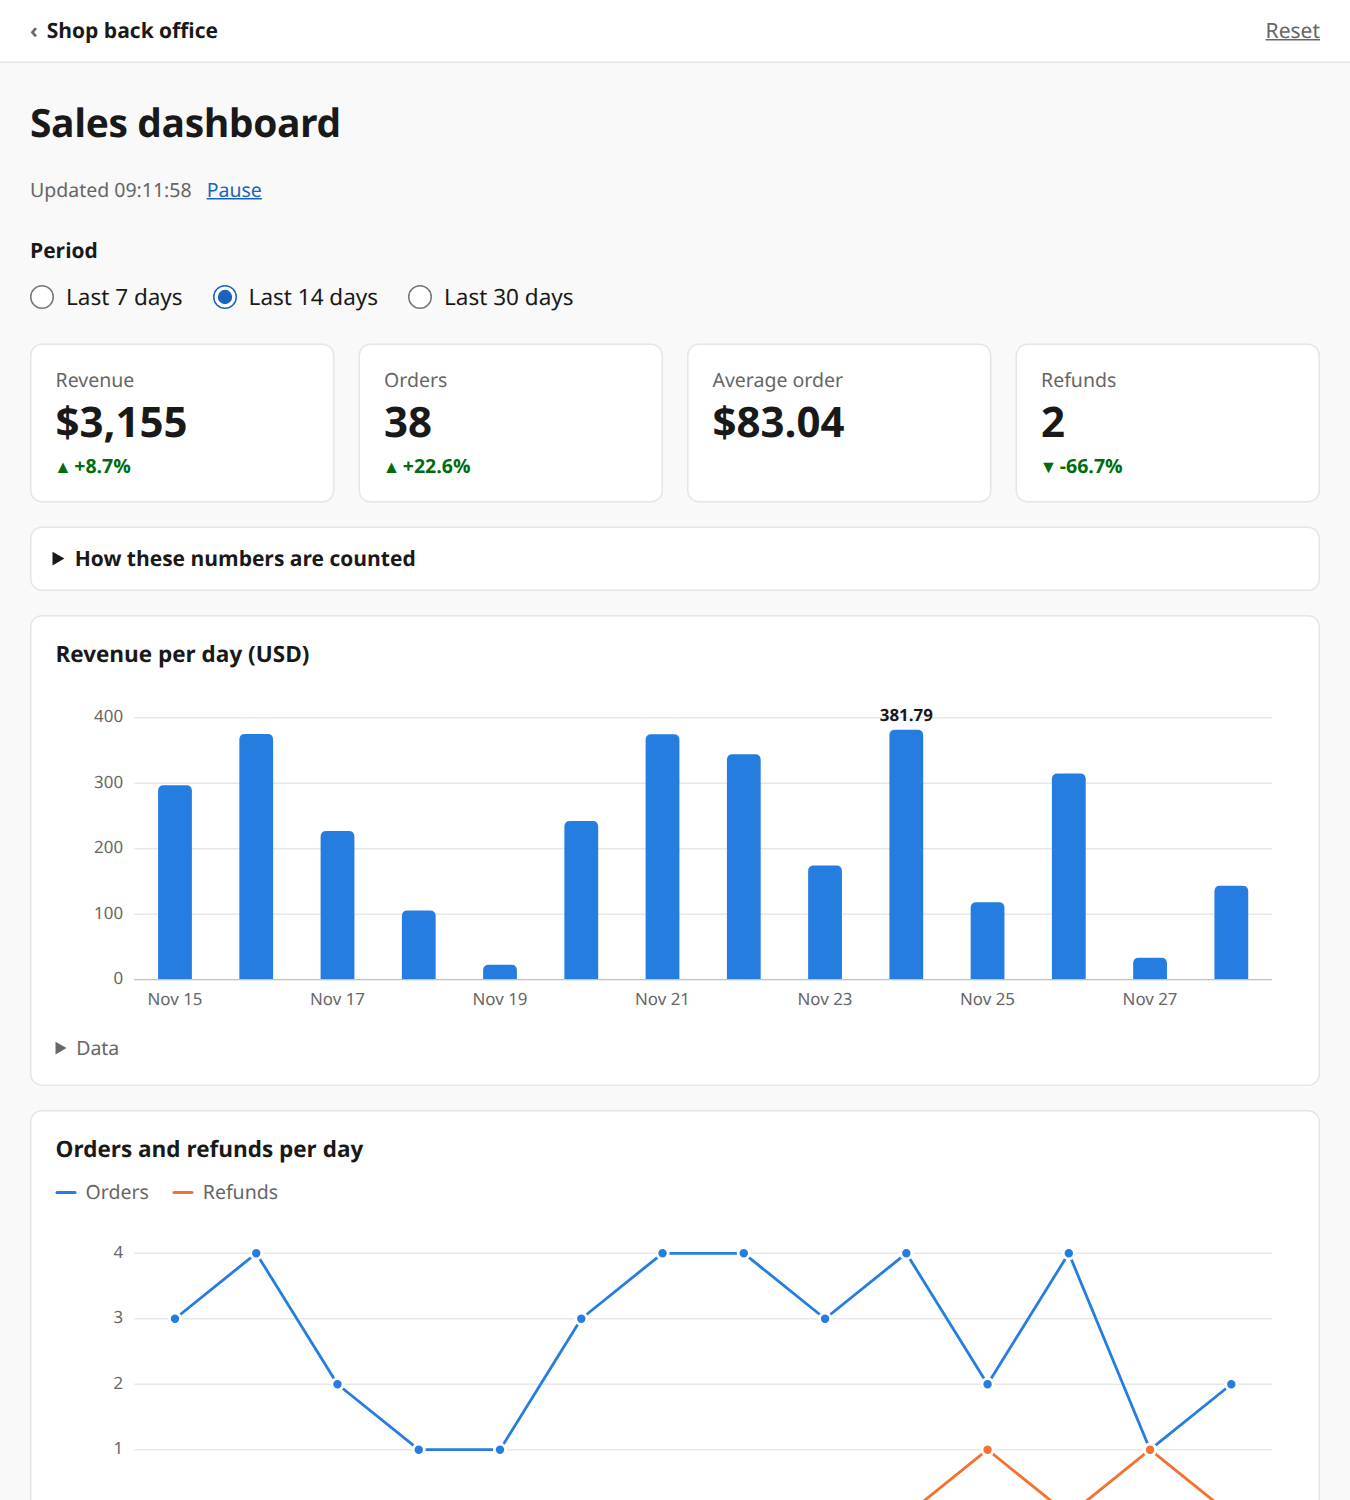 ‹ Shop back office
Reset
Sales dashboard
Updated 09:11:58 Pause
Period
Last 7 days Last 14 days Last 30 days
Revenue
$3,155
▲ +8.7%
Orders
38
▲ +22.6%
Average order
$83.04
Refunds
2
▼ -66.7%
▶ How these numbers are counted
Revenue per day (USD)
400
381.79
300
200
100
0
Nov 15 Nov 17 Nov 19 Nov 21 Nov 23 Nov 25 Nov 27
▶ Data
Orders and refunds per day
Orders Refunds
4
3
2
1